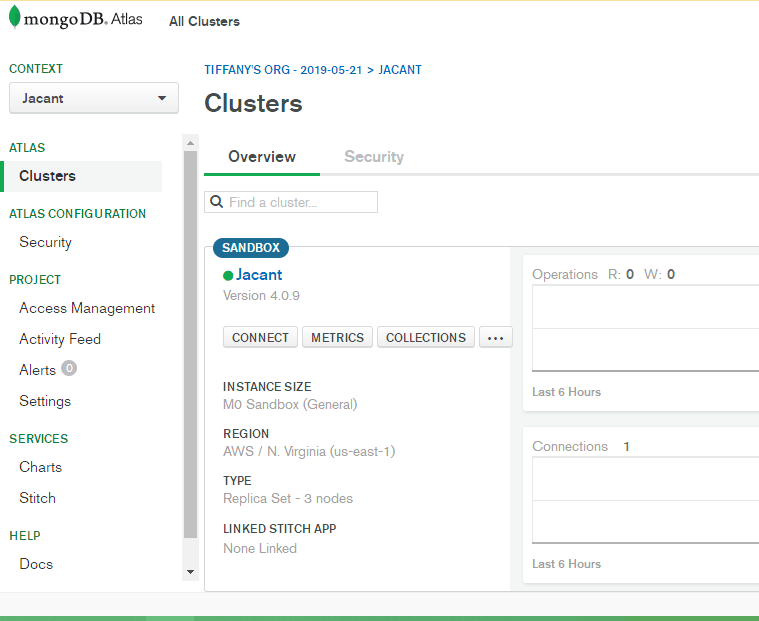 mongoDB. Atlas All Clusters
CONTEXT
Jacant
ATLAS
Clusters
ATLAS CONFIGURATION
Security
PROJECT
Access Management
Activity Feed
Alerts 0
Settings
SERVICES
Charts
Stitch
HELP
Docs
TIFFANY'S ORG - 2019-05-21 > JACANT
Clusters
Overview Security
Find a cluster...
SANDBOX
Jacant
Version 4.0.9
CONNECT METRICS COLLECTIONS ...
INSTANCE SIZE
M0 Sandbox (General)
REGION
AWS / N. Virginia (us-east-1)
TYPE
Replica Set - 3 nodes
LINKED STITCH APP
None Linked
Operations R: 0 W: 0
Last 6 Hours
Connections 1
Last 6 Hours